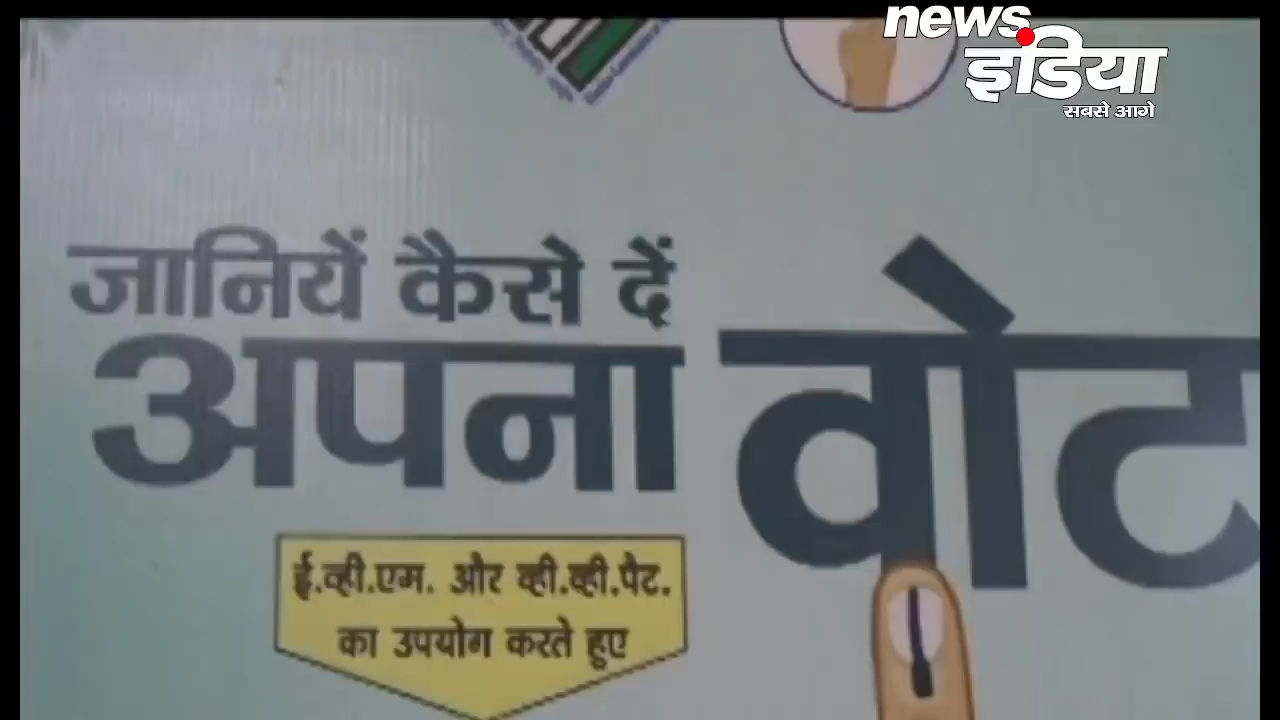 news
इंडिया
सबसे आगे
जानियें कैसे दें
अपना वोट
ई.व्ही.एम. और व्ही.व्ही.पैट.
का उपयोग करते हुए